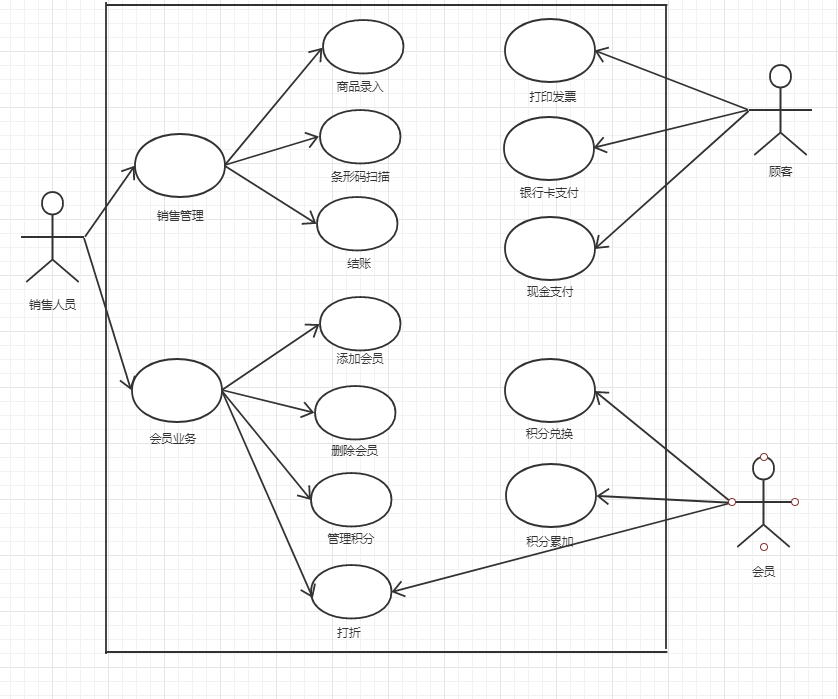 商品录入
打印发票
条形码扫描
顾客
银行卡支付
销售管理
结账
现金支付
销售人员
添加会员
会员业务
删除会员
积分兑换
管理积分
积分累加
会员
打折